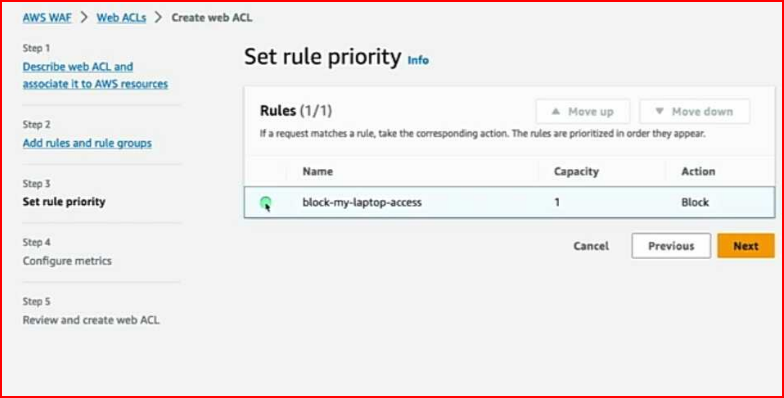 AWS WAF > Web ACLs > Create web ACL
Step 1
Describe web ACL and
associate it to AWS resources
Step 2
Add rules and rule groups
Step 3
Set rule priority
Step 4
Configure metrics
Step 5
Review and create web ACL
Set rule priority Info
Rules (1/1)
▲ Move up
▼ Move down
If a request matches a rule, take the corresponding action. The rules are prioritized in order they appear.
Name Capacity Action
block-my-laptop-access 1 Block
Cancel Previous Next